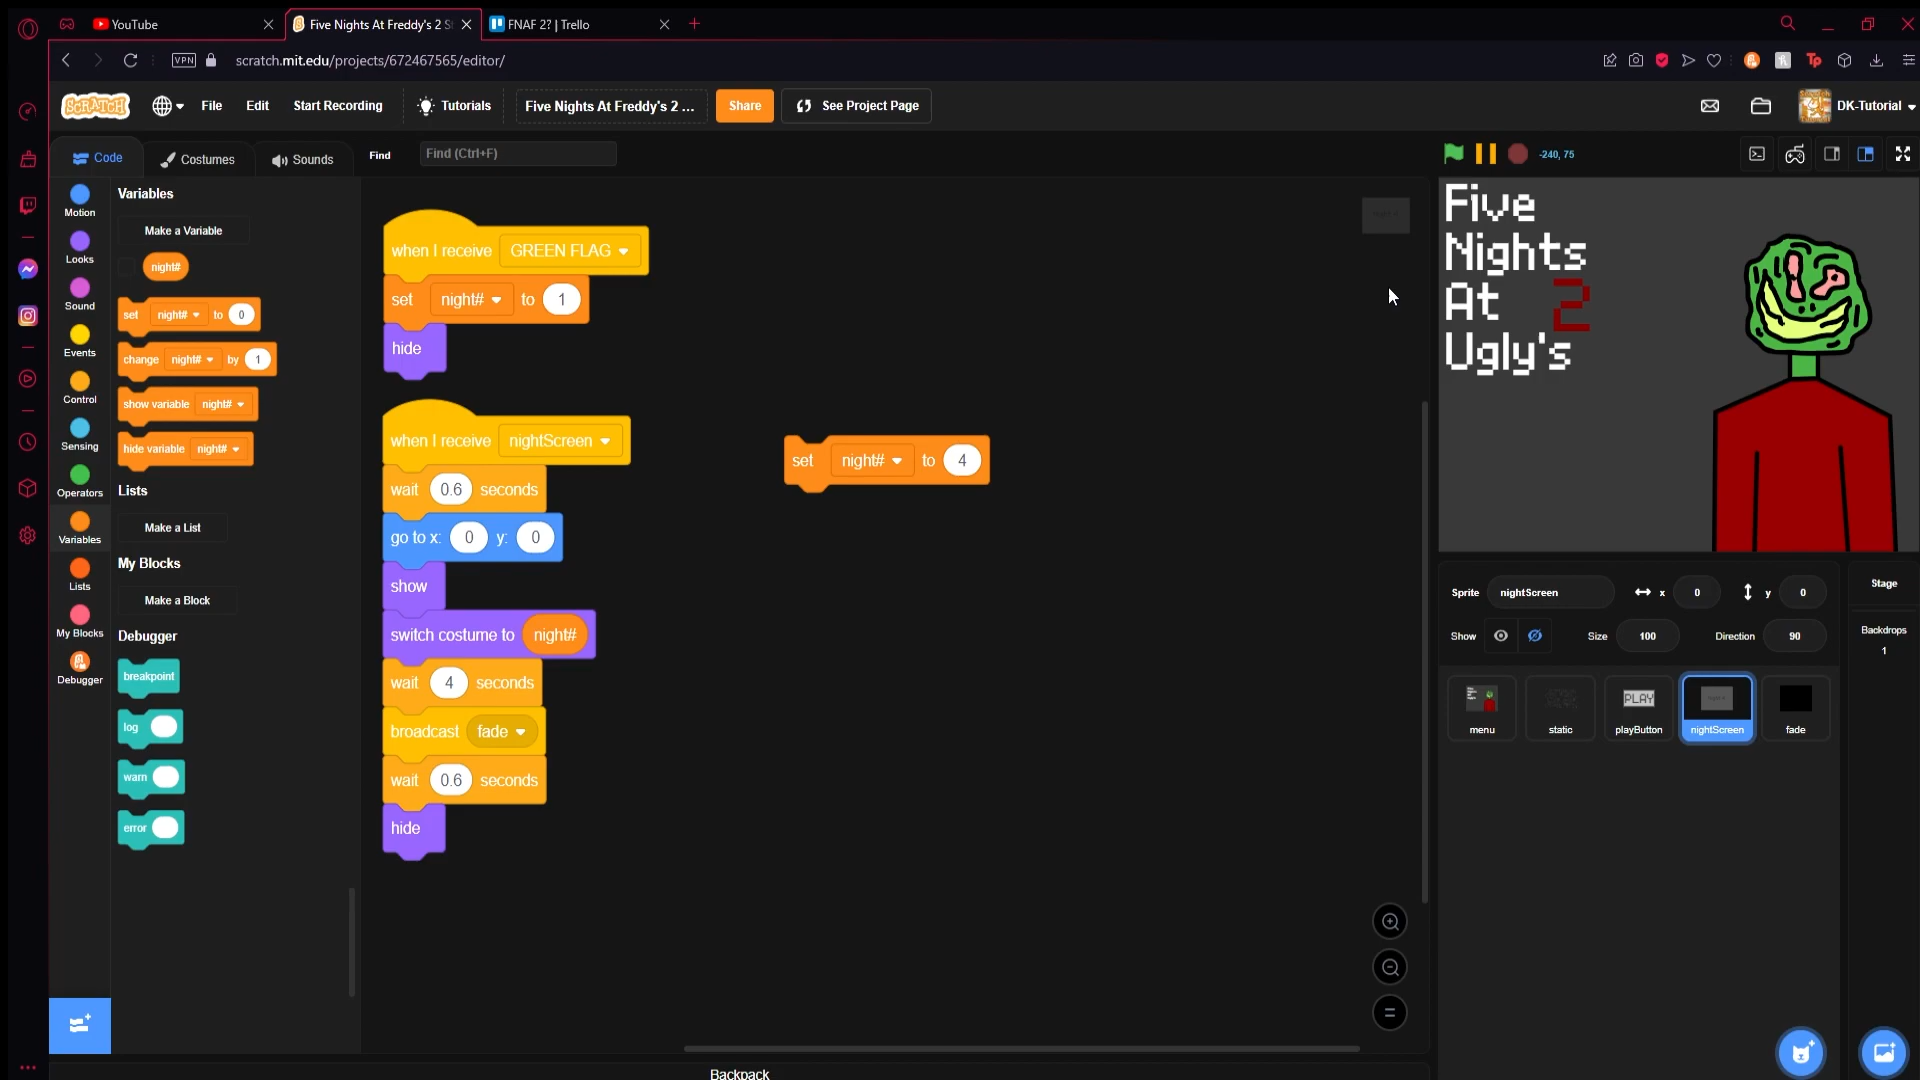 YouTube
Five Nights At Freddy's 2
FNAF 2? | Trello
VPN
scratch.mit.edu/projects/672467565/editor/
SCRATCH
File
Edit
Start Recording
Tutorials
Five Nights At Freddy's 2 ...
Share
See Project Page
DK-Tutorial
Code
Costumes
Sounds
Find
Find (Ctrl+F)
-240, 75
Motion
Looks
Sound
Events
Control
Sensing
Operators
Variables
Lists
My Blocks
Debugger
Variables
Make a Variable
night#
set night# to 0
change night# by 1
show variable night#
hide variable night#
Lists
Make a List
My Blocks
Make a Block
Debugger
breakpoint
log
warn
error
when I receive GREEN FLAG
set night# to 1
hide
when I receive nightScreen
wait 0.6 seconds
go to x: 0 y: 0
show
switch costume to night#
wait 4 seconds
broadcast fade
wait 0.6 seconds
hide
set night# to 4
Five
Nights
At 2
Ugly's
Sprite nightScreen x 0 y 0
Show Size 100 Direction 90
menu
static
PLAY
playButton
nightScreen
fade
Stage
Backdrops
1
Backpack